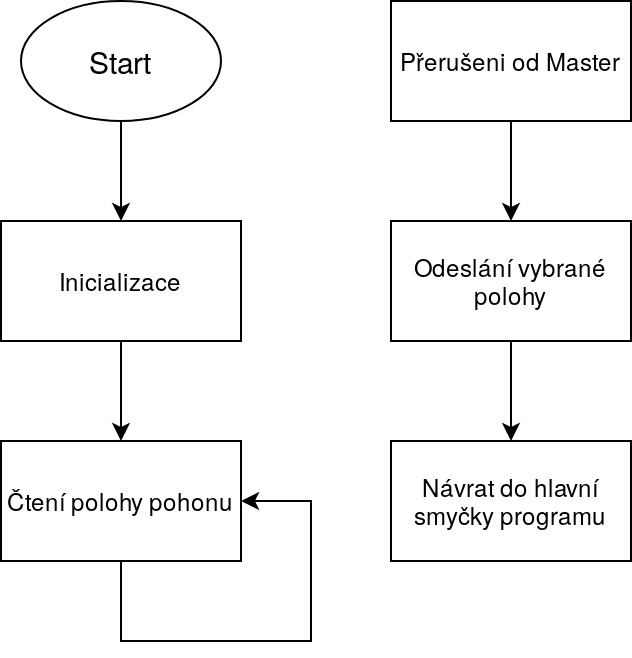 Start
Inicializace
Čtení polohy pohonu
Přerušeni od Master
Odeslání vybrané
polohy
Návrat do hlavní
smyčky programu